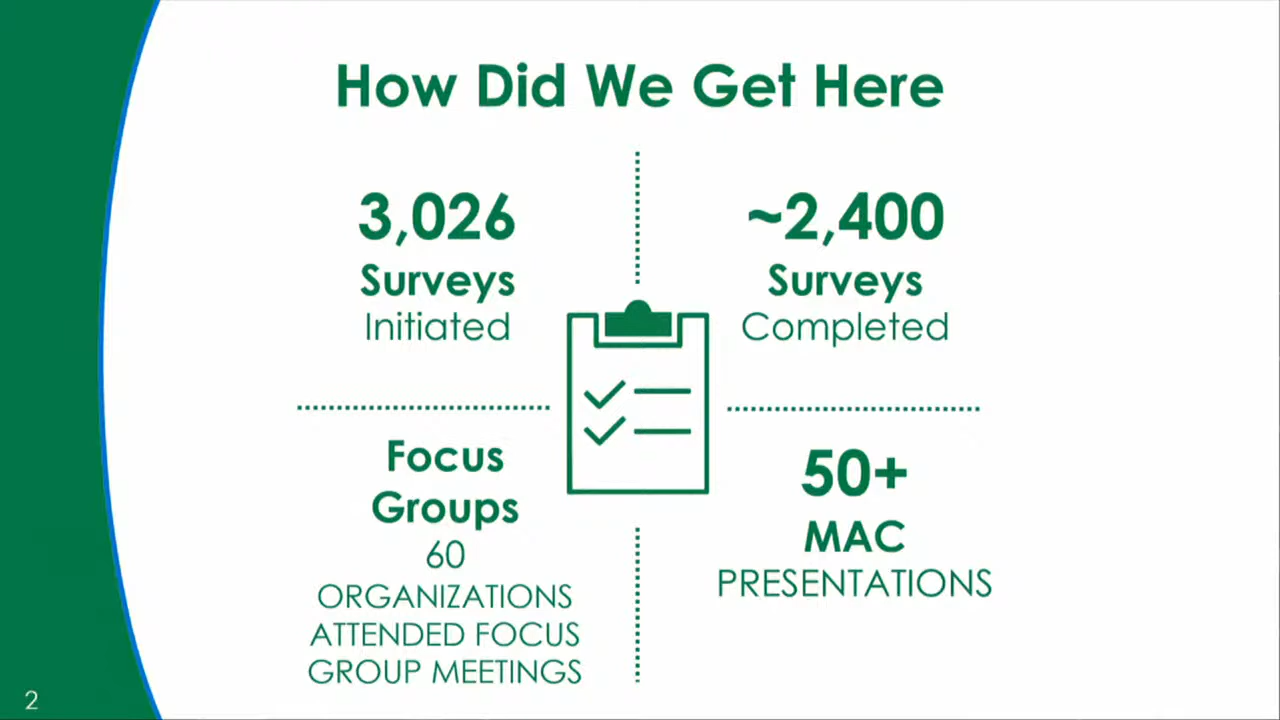 How Did We Get Here
3,026
Surveys
Initiated
~2,400
Surveys
Completed
Focus
Groups
60
ORGANIZATIONS
ATTENDED FOCUS
GROUP MEETINGS
50+
MAC
PRESENTATIONS
2